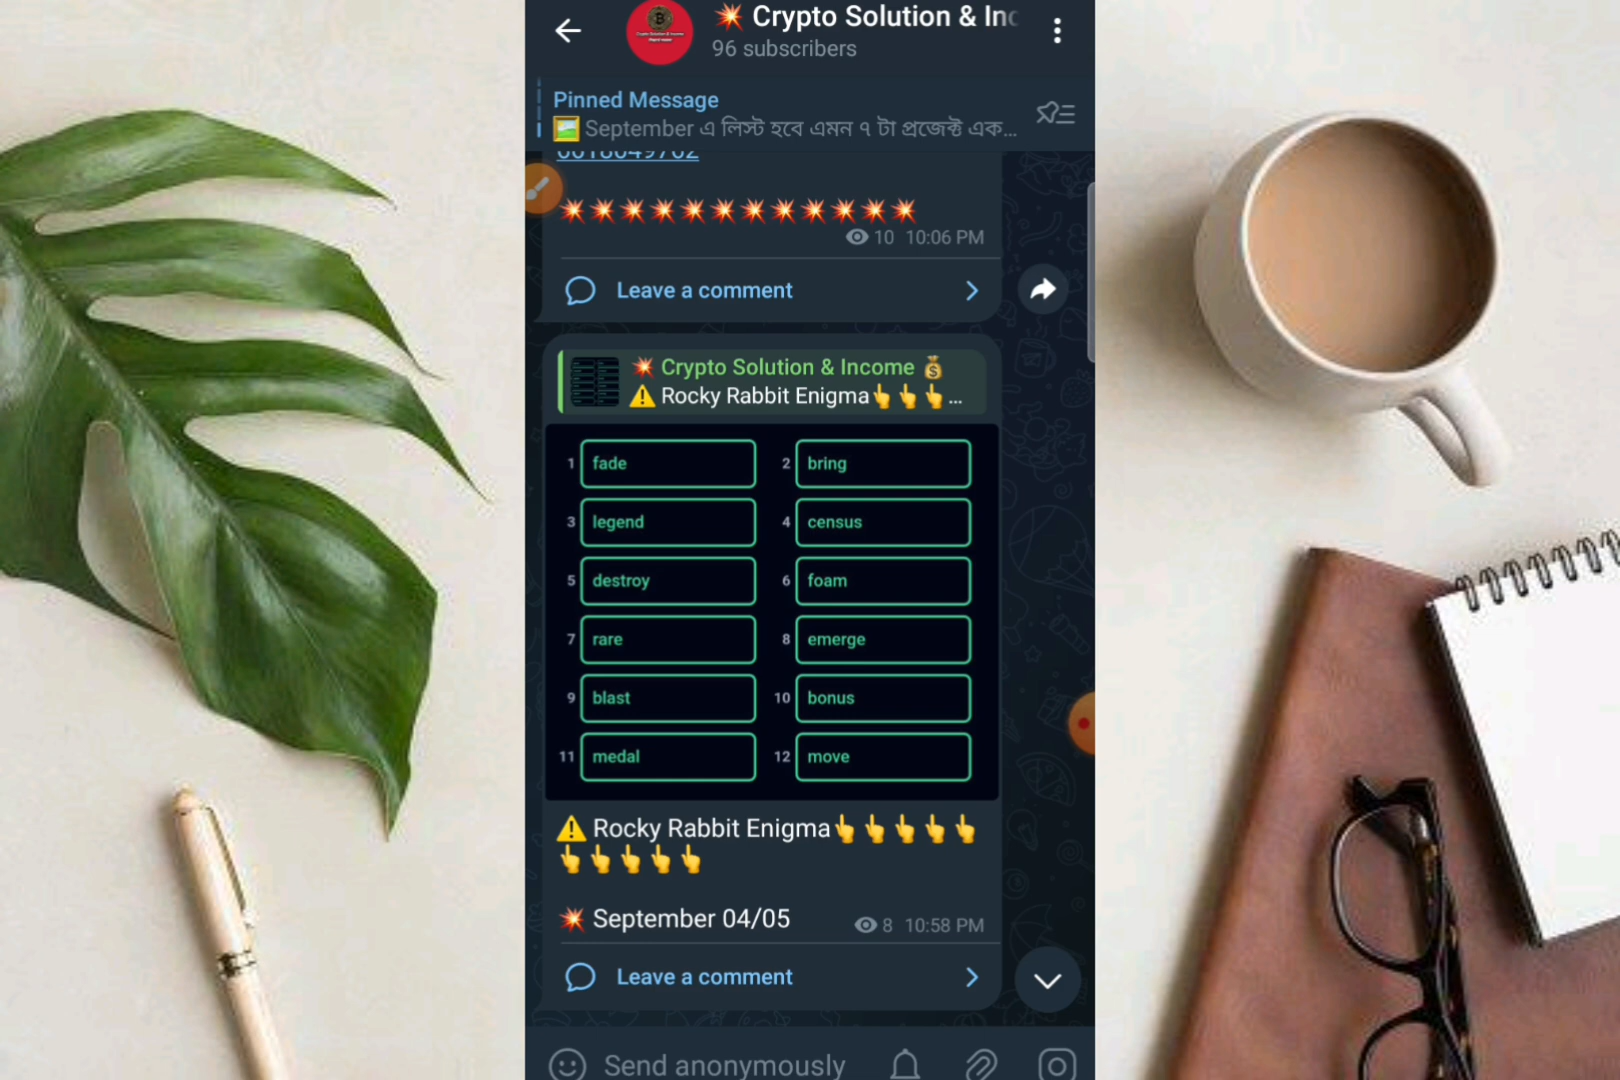 💥 Crypto Solution & Inc
96 subscribers
Pinned Message
September এ লিস্ট হবে এমন ৭ টা প্রজেক্ট এক...
💥💥💥💥💥💥💥💥💥💥💥💥
10 10:06 PM
Leave a comment
💥 Crypto Solution & Income 💰
⚠️ Rocky Rabbit Enigma👆👆👆...
1 fade 2 bring
3 legend 4 census
5 destroy 6 foam
7 rare 8 emerge
9 blast 10 bonus
11 medal 12 move
⚠️ Rocky Rabbit Enigma👆👆👆👆👆
👆👆👆👆👆
💥 September 04/05 8 10:58 PM
Leave a comment
Send anonymously